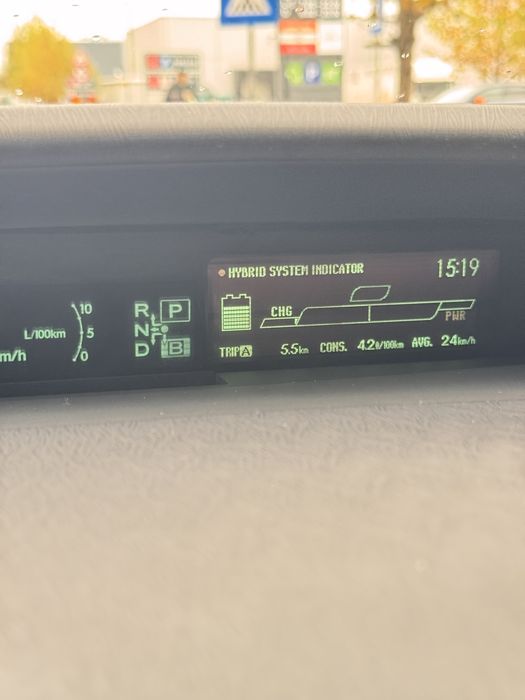 HYBRID SYSTEM INDICATOR 15:19
CHG
PWR
TRIP A 5.5km CONS. 4.2ℓ/100km AVG. 24km/h
10
L/100km 5
m/h 0
R P
N
D B